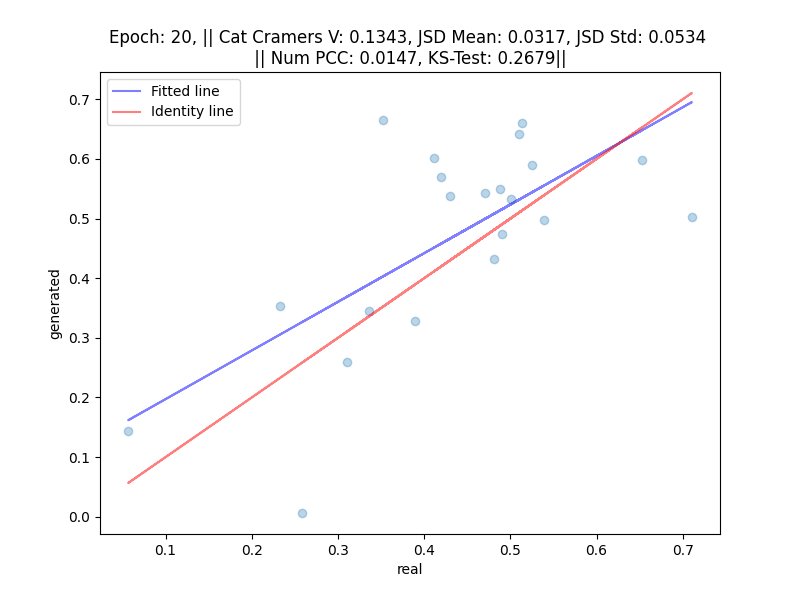 Epoch: 20, || Cat Cramers V: 0.1343, JSD Mean: 0.0317, JSD Std: 0.0534
|| Num PCC: 0.0147, KS-Test: 0.2679||
Fitted line
Identity line
generated
0.7
0.6
0.5
0.4
0.3
0.2
0.1
0.0
0.1 0.2 0.3 0.4 0.5 0.6 0.7
real